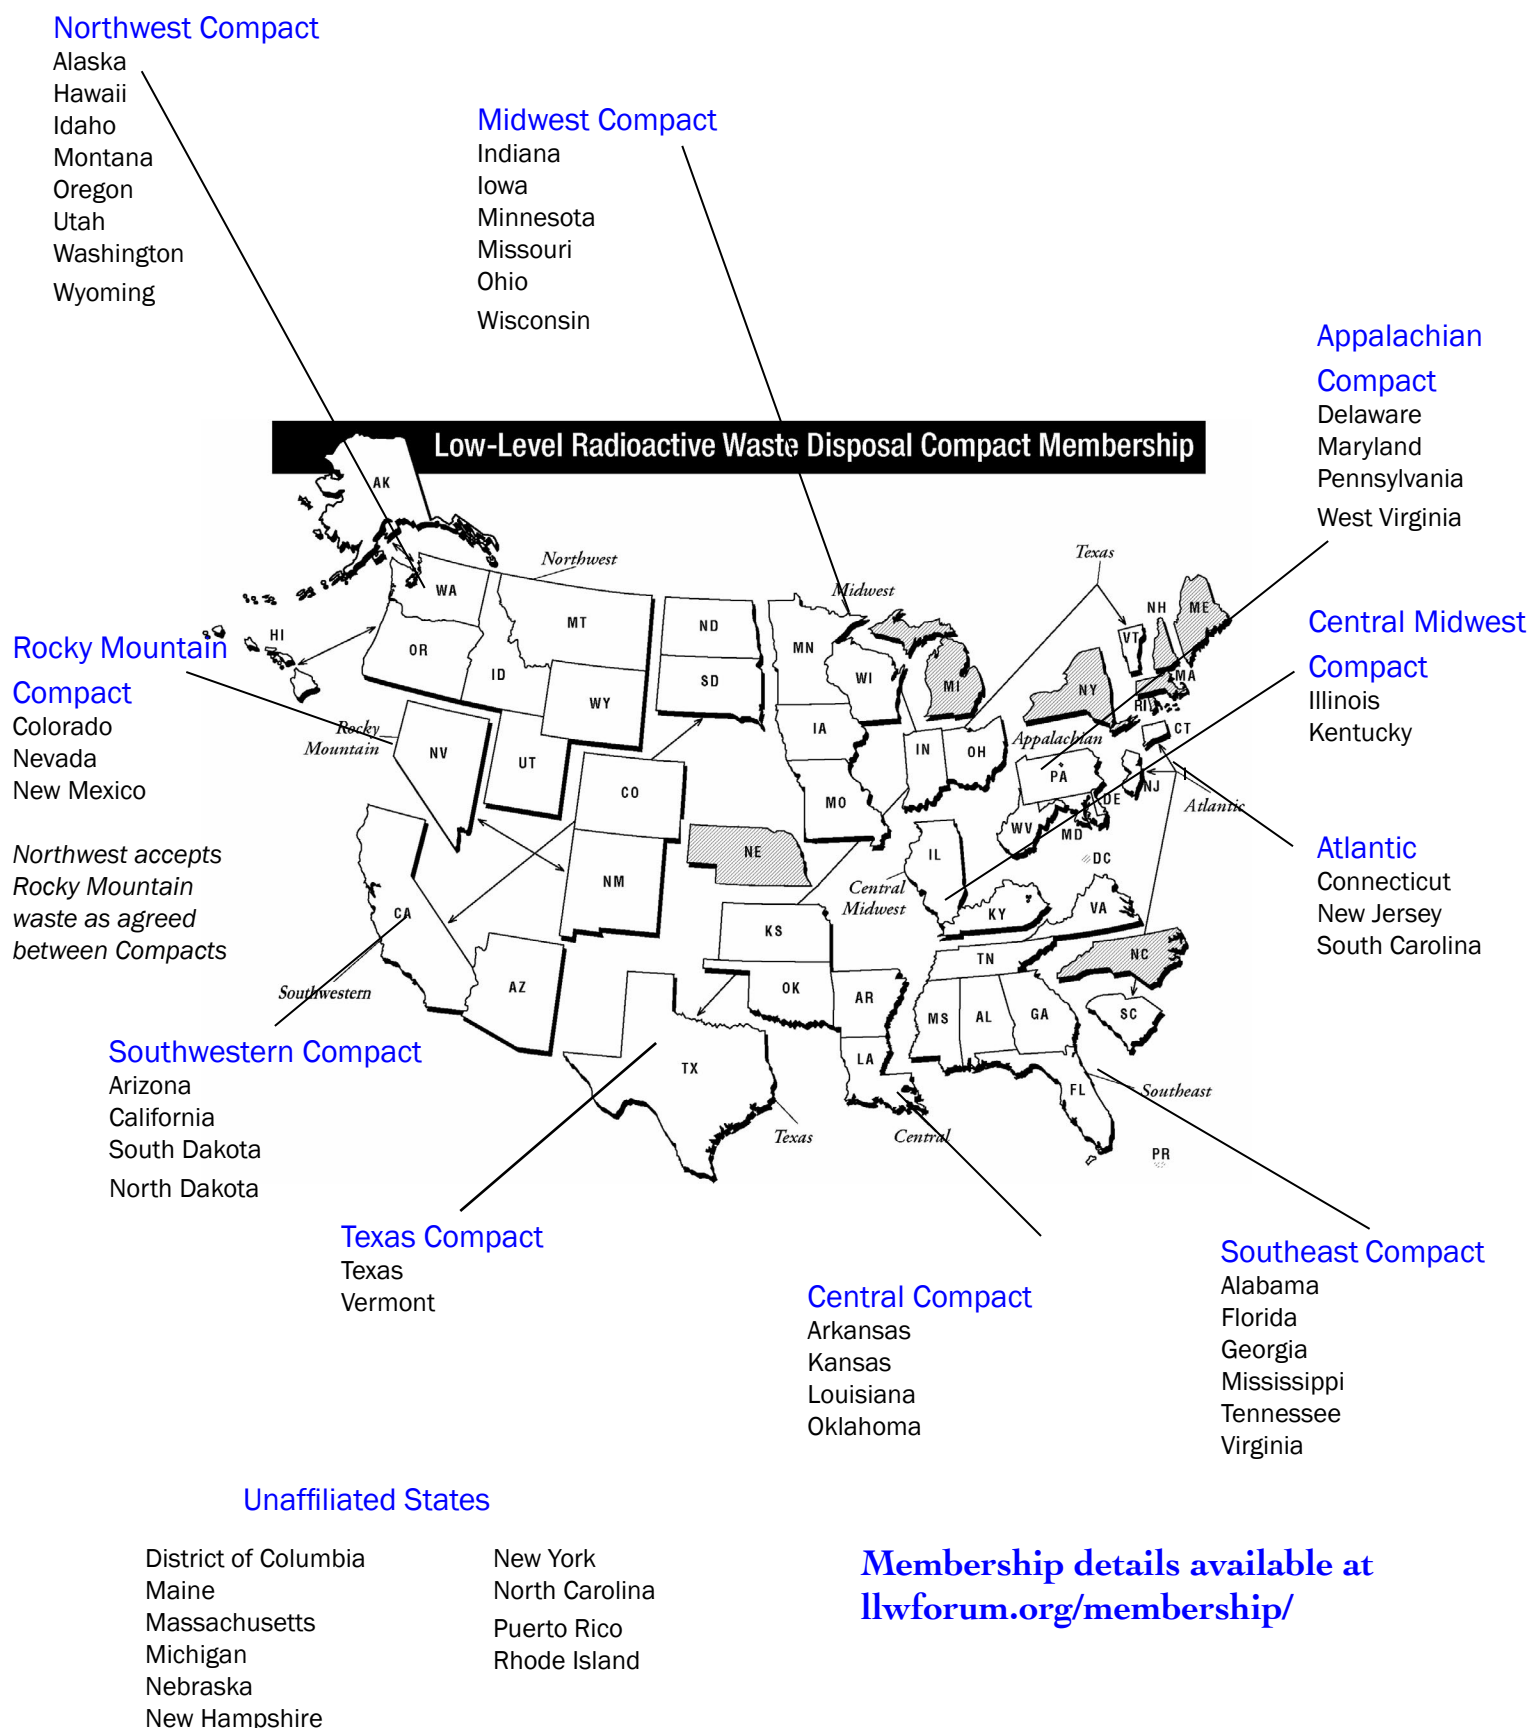 Northwest Compact
Alaska
Hawaii
Idaho
Montana
Oregon
Utah
Washington
Wyoming
Midwest Compact
Indiana
Iowa
Minnesota
Missouri
Ohio
Wisconsin
Appalachian
Compact
Delaware
Maryland
Pennsylvania
West Virginia
Low-Level Radioactive Waste Disposal Compact Membership
AK
Northwest
Texas
Midwest
WA
MT
ND
MN
NH
ME
HI
OR
ID
WY
SD
WI
MI
NY
VT
MA
RI
CT
Rocky
Mountain
NV
UT
CO
IA
IN
OH
Appalachian
PA
NJ
DE
Atlantic
MO
WV
MD
DC
NE
IL
Central
Midwest
NM
CA
KS
KY
VA
TN
NC
Southwestern
AZ
OK
AR
MS
AL
GA
SC
TX
LA
FL
Southeast
Texas
Central
PR
Central Midwest
Compact
Illinois
Kentucky
Rocky Mountain
Compact
Colorado
Nevada
New Mexico
Northwest accepts
Rocky Mountain
waste as agreed
between Compacts
Atlantic
Connecticut
New Jersey
South Carolina
Southwestern Compact
Arizona
California
South Dakota
North Dakota
Texas Compact
Texas
Vermont
Central Compact
Arkansas
Kansas
Louisiana
Oklahoma
Southeast Compact
Alabama
Florida
Georgia
Mississippi
Tennessee
Virginia
Unaffiliated States
District of Columbia
Maine
Massachusetts
Michigan
Nebraska
New Hampshire
New York
North Carolina
Puerto Rico
Rhode Island
Membership details available at
llwforum.org/membership/